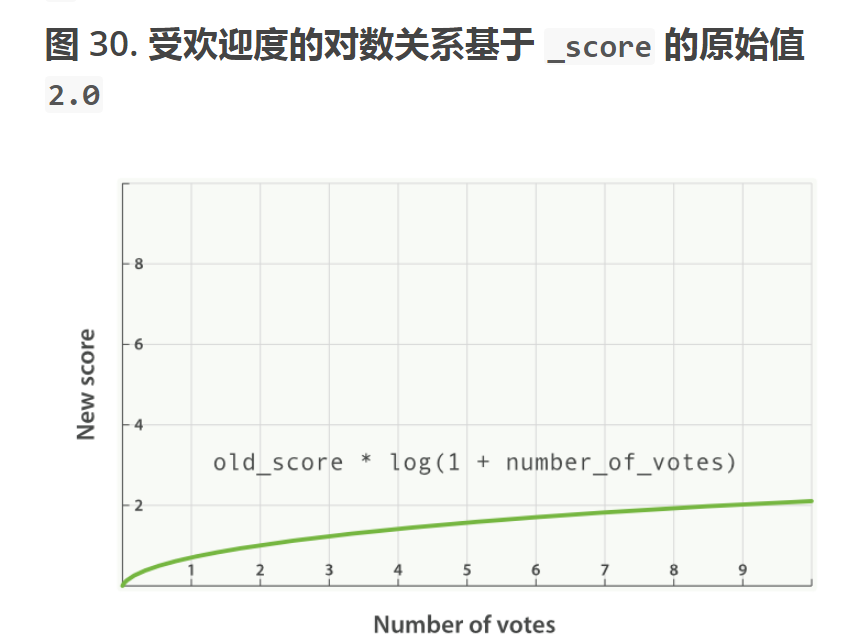 图 30. 受欢迎度的对数关系基于 _score 的原始值
2.0
8
6
4
2
New score
old_score * log(1 + number_of_votes)
1 2 3 4 5 6 7 8 9
Number of votes